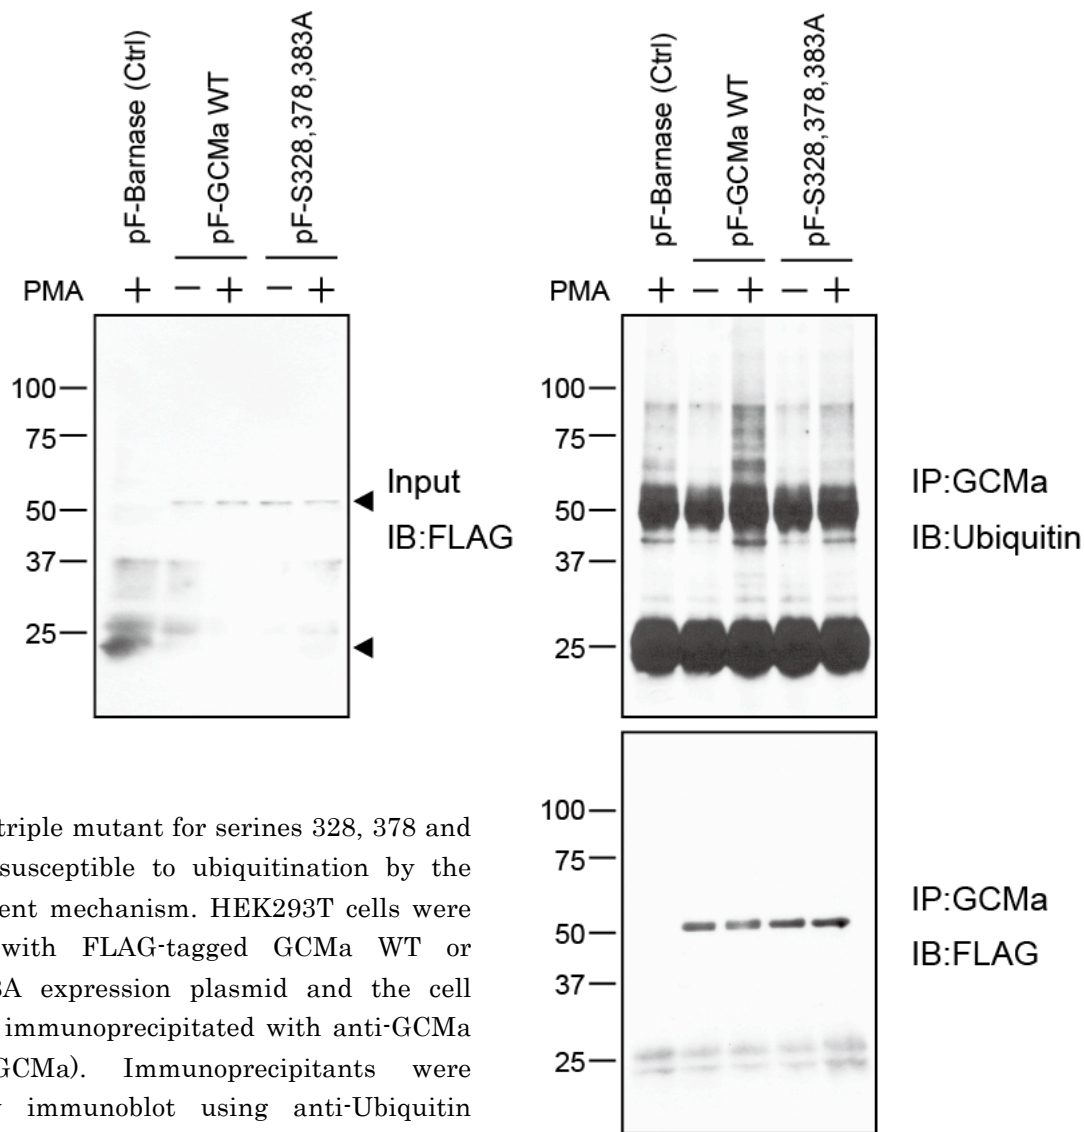 pF-Barnase (Ctrl)
pF-GCMa WT
pF-S328,378,383A
PMA + − + − +
100
75
50
37
25
Input
IB:FLAG
pF-Barnase (Ctrl)
pF-GCMa WT
pF-S328,378,383A
PMA + − + − +
100
75
50
37
25
IP:GCMa
IB:Ubiquitin
100
75
50
37
25
IP:GCMa
IB:FLAG
triple mutant for serines 328, 378 and
susceptible to ubiquitination by the
ent mechanism. HEK293T cells were
with FLAG-tagged GCMa WT or
A expression plasmid and the cell
immunoprecipitated with anti-GCMa
GCMa). Immunoprecipitants were
immunoblot using anti-Ubiquitin